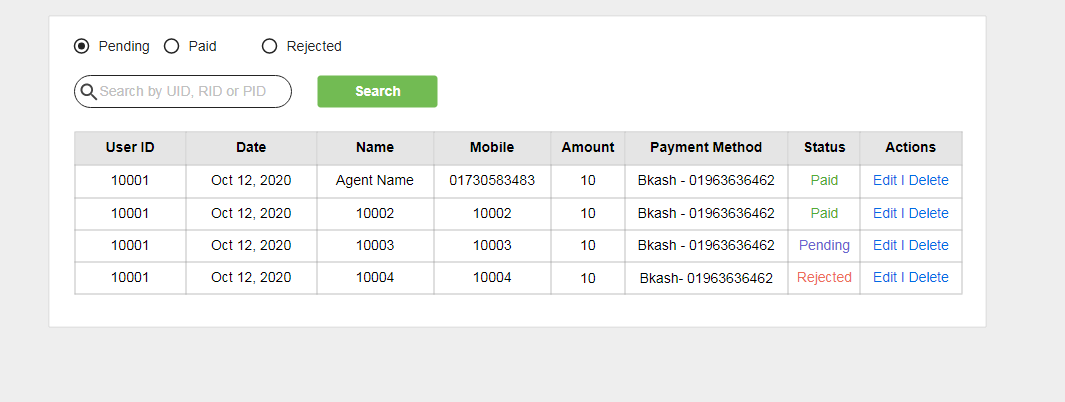 Pending Paid Rejected
Search by UID, RID or PID Search
User ID Date Name Mobile Amount Payment Method Status Actions
10001 Oct 12, 2020 Agent Name 01730583483 10 Bkash - 01963636462 Paid Edit I Delete
10001 Oct 12, 2020 10002 10002 10 Bkash - 01963636462 Paid Edit I Delete
10001 Oct 12, 2020 10003 10003 10 Bkash - 01963636462 Pending Edit I Delete
10001 Oct 12, 2020 10004 10004 10 Bkash- 01963636462 Rejected Edit I Delete